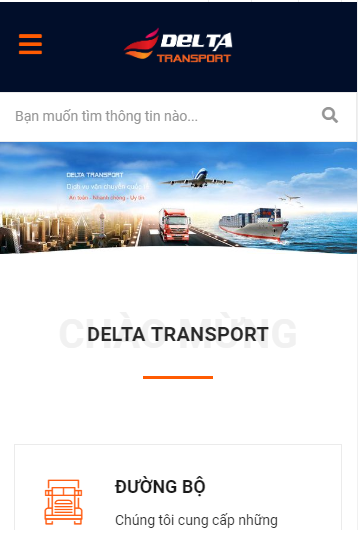 DELTA
TRANSPORT
Bạn muốn tìm thông tin nào...
DELTA TRANSPORT
Dịch vụ vận chuyển quốc tế
An toàn - Nhanh chóng - Uy tín
CHÀO MỪNG
DELTA TRANSPORT
ĐƯỜNG BỘ
Chúng tôi cung cấp những